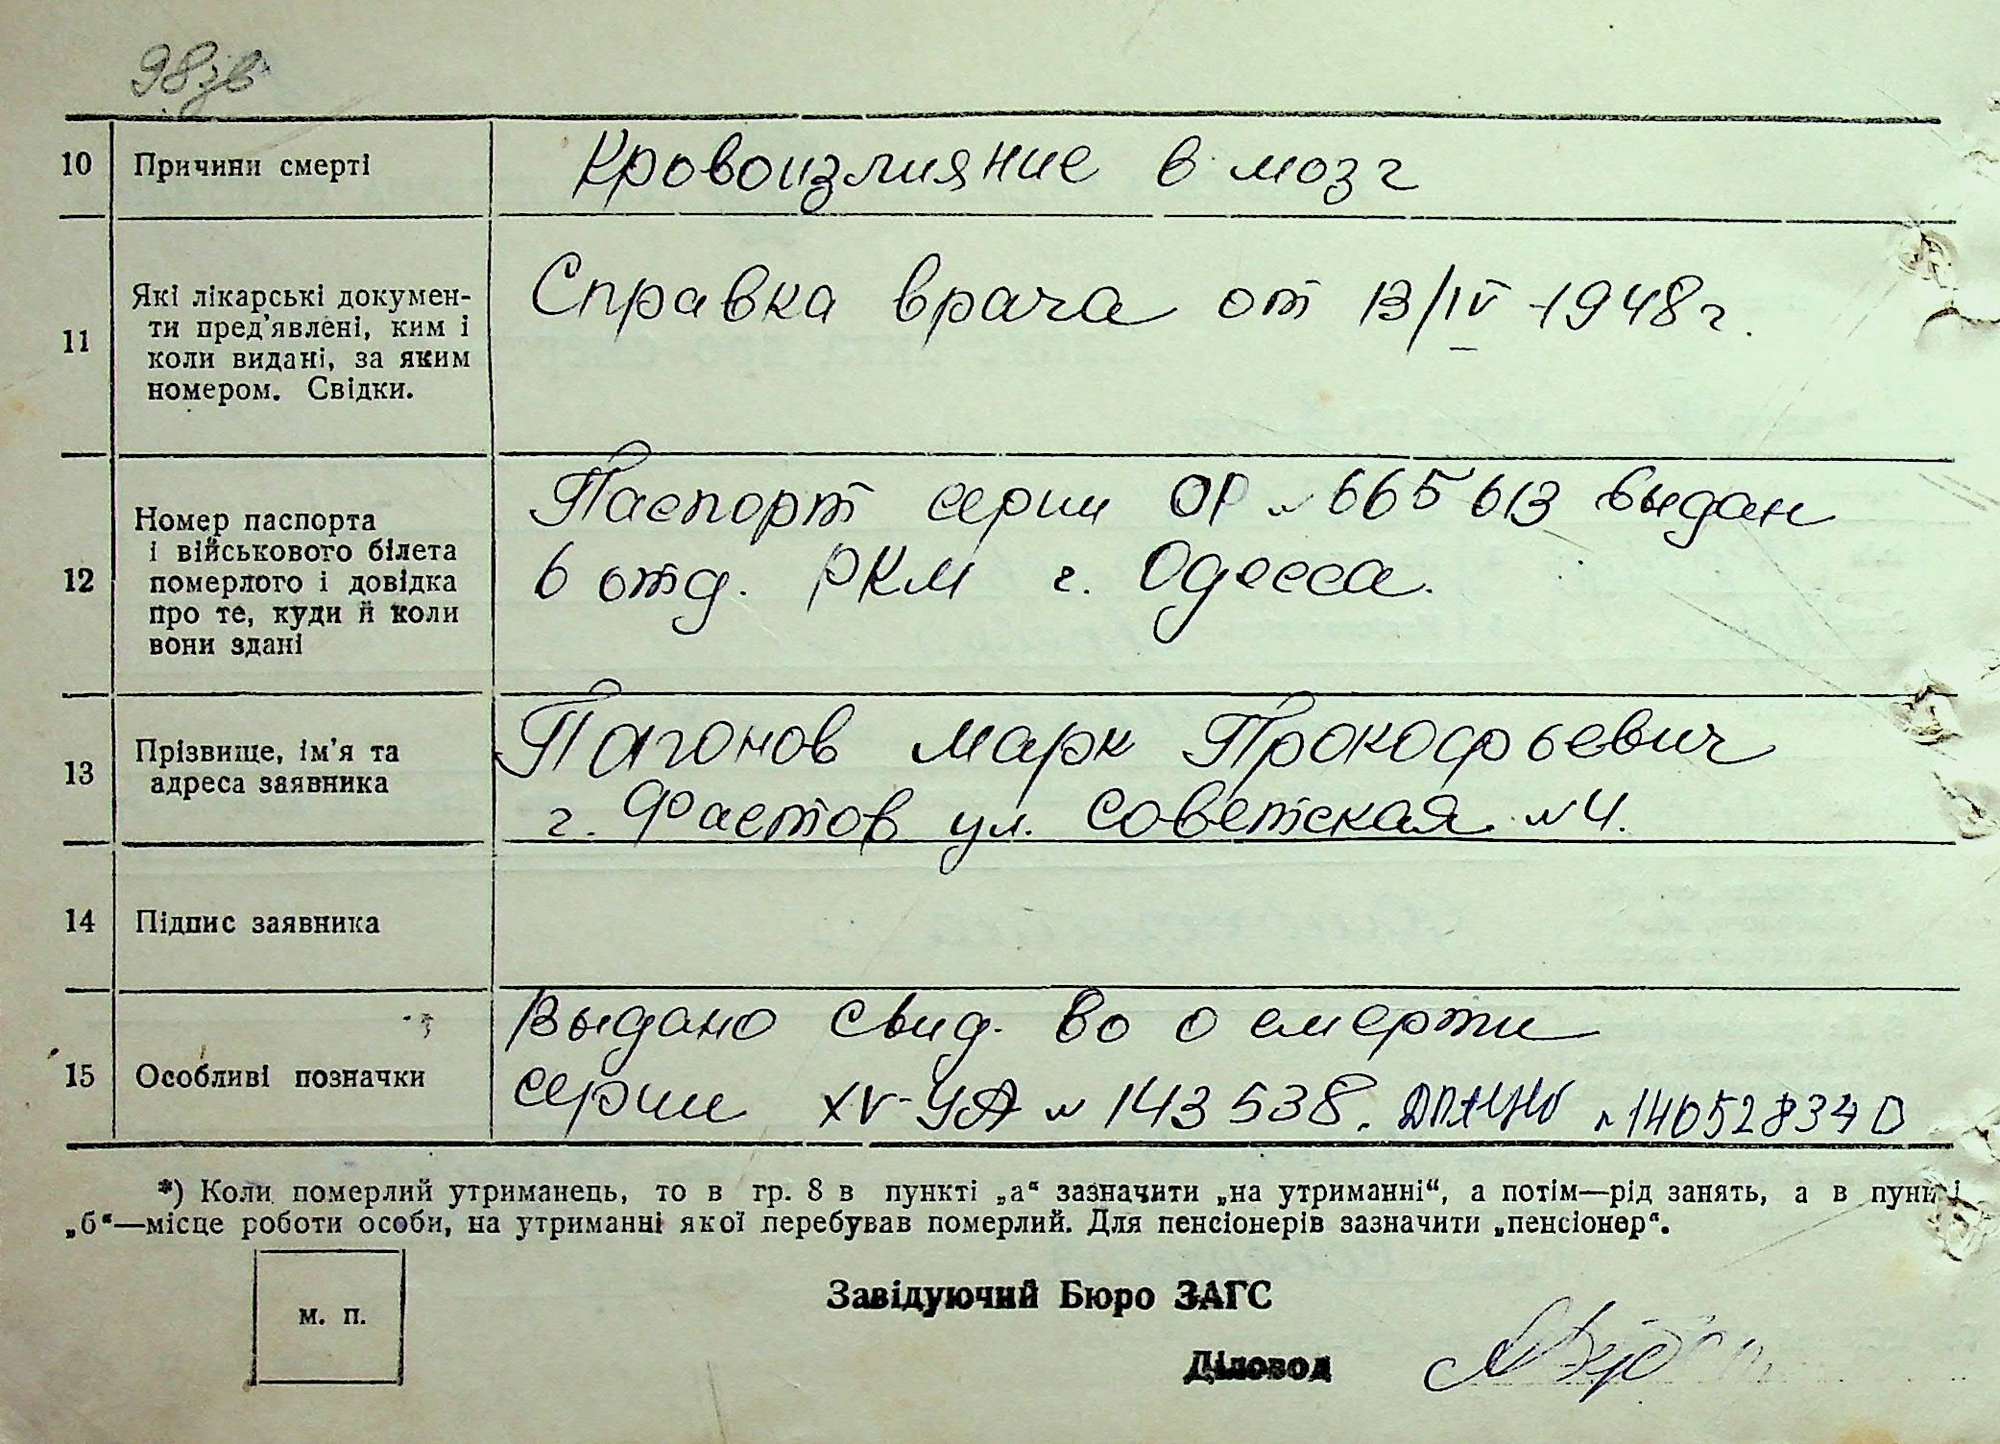 98зв
10 Причини смерті Кровоизлияние в мозг
11 Які лікарські докумен-
ти пред'явлені, ким і
коли видані, за яким
номером. Свідки.
Справка врача от 13/IV-1948г.
12 Номер паспорта
і військового білета
померлого і довідка
про те, куди й коли
вони здані
Паспорт серии ОР № 665613 выдан
6 отд. РКМ г. Одесса.
13 Прізвище, ім'я та
адреса заявника
Пагонов Марк Прокофьевич
г. Фастов ул. Советская №4.
14 Підпис заявника
15 Особливі позначки
Выдано свид. во о смерти
серии XV-УА № 143538. № 140528340
*) Коли померлий утриманець, то в гр. 8 в пункті „а“ зазначити „на утриманні“, а потім—рід занять, а в пункті
„б“—місце роботи особи, на утриманні якої перебував померлий. Для пенсіонерів зазначити „пенсіонер“.
м. п.
Завідуючий Бюро ЗАГС
Діловод